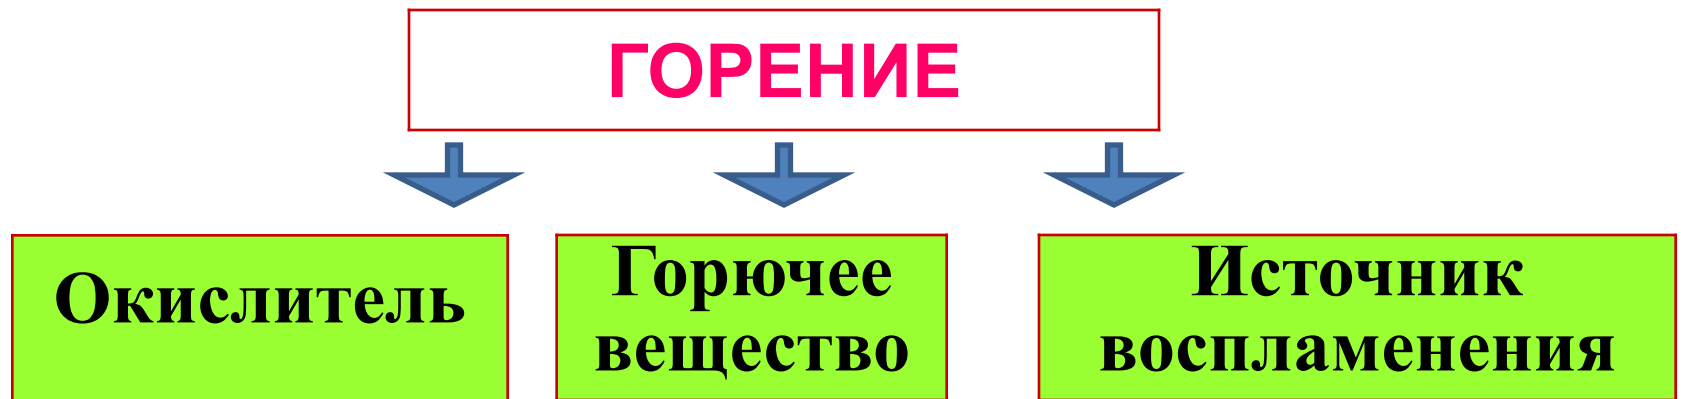 ГОРЕНИЕ
Окислитель
Горючее
вещество
Источник
воспламенения